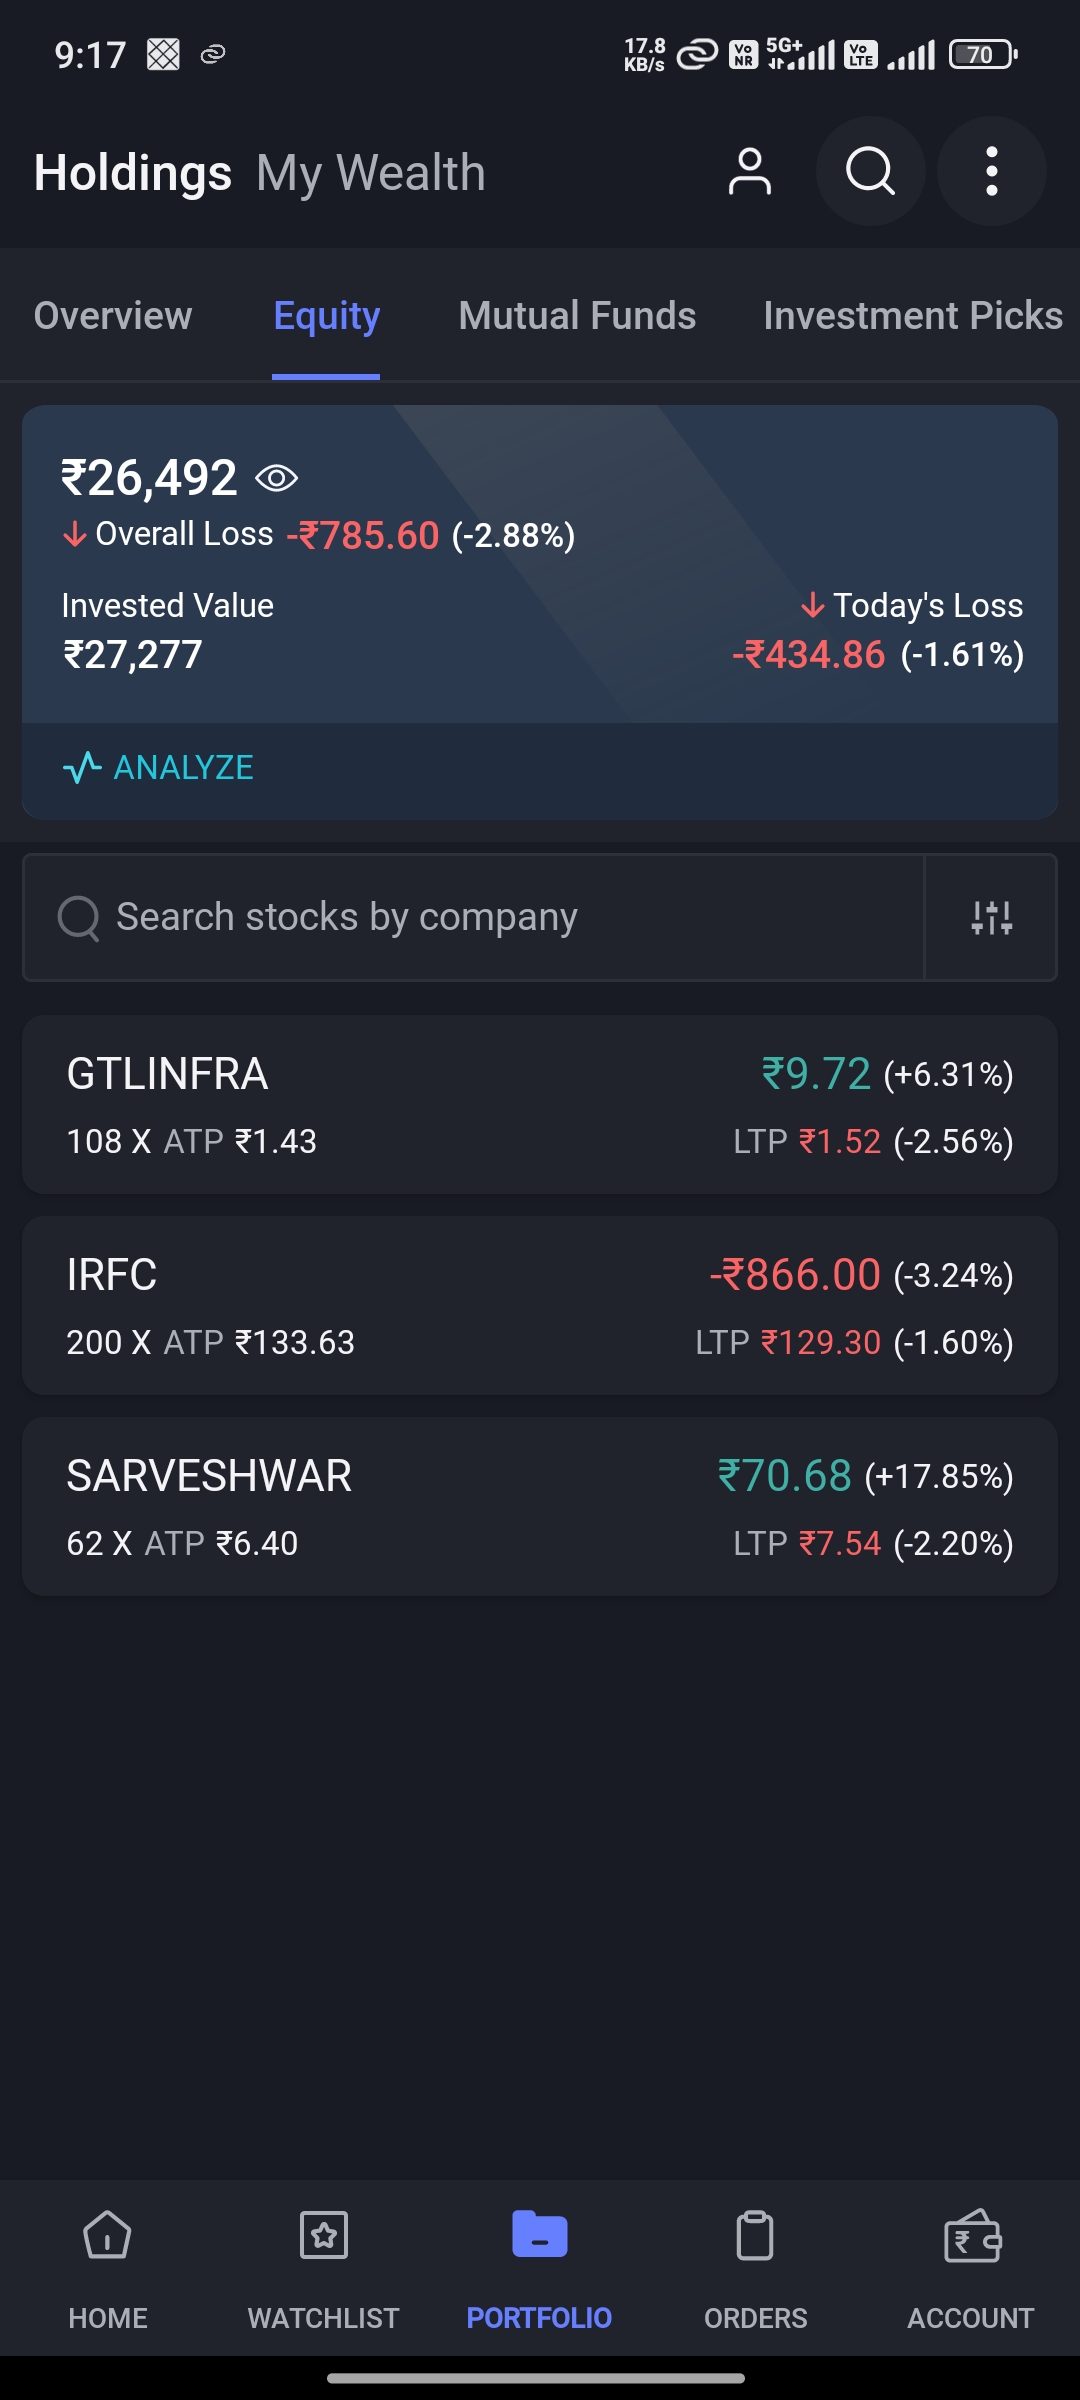 9:17 17.8 KB/s Vo NR 5G+ Vo LTE 70
Holdings My Wealth
Overview Equity Mutual Funds Investment Picks
₹26,492
Overall Loss -₹785.60 (-2.88%)
Invested Value Today's Loss
₹27,277 -₹434.86 (-1.61%)
ANALYZE
Search stocks by company
GTLINFRA ₹9.72 (+6.31%)
108 X ATP ₹1.43 LTP ₹1.52 (-2.56%)
IRFC -₹866.00 (-3.24%)
200 X ATP ₹133.63 LTP ₹129.30 (-1.60%)
SARVESHWAR ₹70.68 (+17.85%)
62 X ATP ₹6.40 LTP ₹7.54 (-2.20%)
HOME WATCHLIST PORTFOLIO ORDERS ACCOUNT